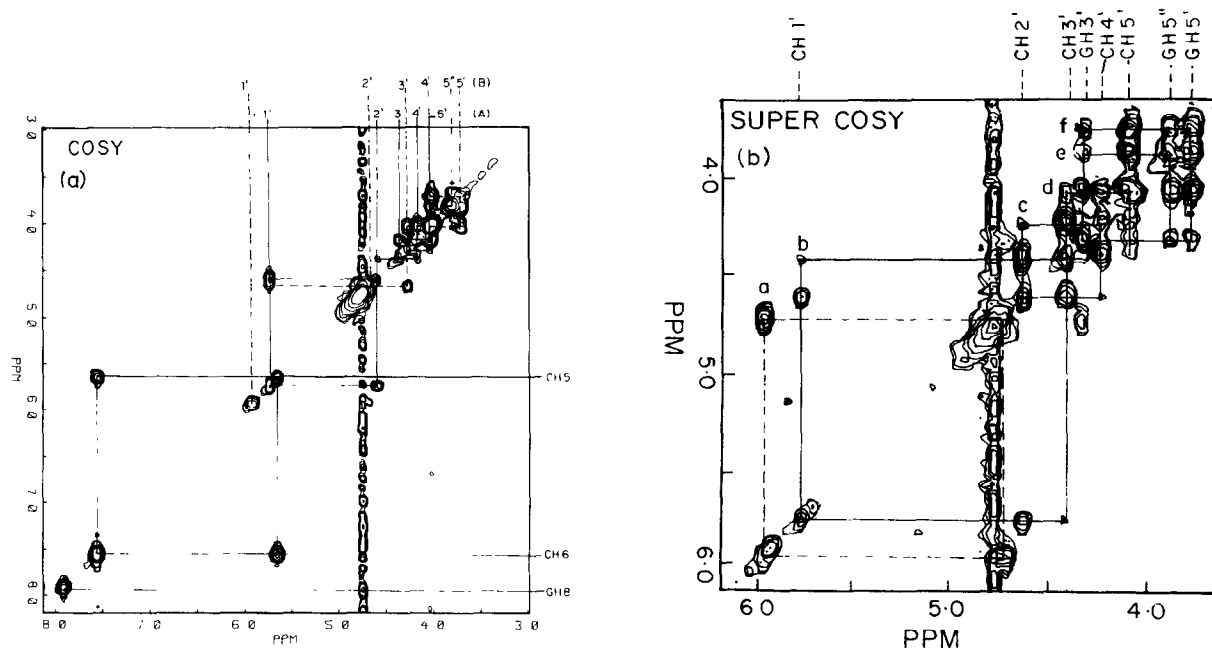 1' 1' 2' 2' 3' 3' 4' 4' 5" 5' (B)
5' (A)
COSY
(a)
3 0
4 0
5 0
6 0
7 0
8 0
PPM
CH5
CH6
GH8
8 0 7 0 6 0 5 0 4 0 3 0
PPM
CH1' CH2' CH3' GH3' CH4' CH5' GH5" GH5'
SUPER COSY
(b)
f
e
d
c
b
a
4.0
5.0
6.0
PPM
6.0 5.0 4.0
PPM